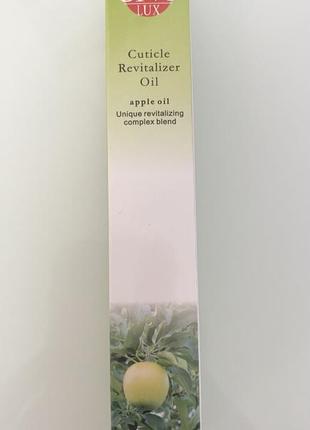 LUX
Cuticle
Revitalizer
Oil
apple oil
Unique revitalizing
complex blend